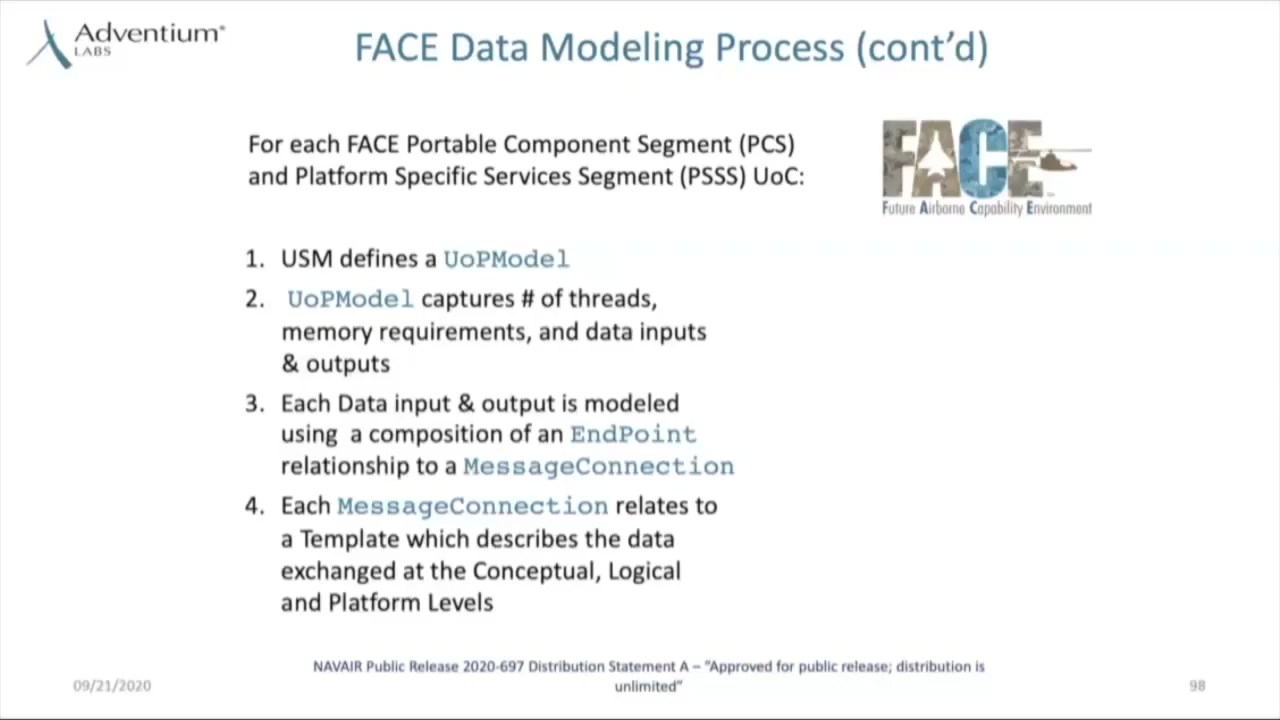 Adventium®
LABS
FACE Data Modeling Process (cont’d)
For each FACE Portable Component Segment (PCS)
and Platform Specific Services Segment (PSSS) UoC:
FACE
Future Airborne Capability Environment
1. USM defines a UoPModel
2. UoPModel captures # of threads,
memory requirements, and data inputs
& outputs
3. Each Data input & output is modeled
using a composition of an EndPoint
relationship to a MessageConnection
4. Each MessageConnection relates to
a Template which describes the data
exchanged at the Conceptual, Logical
and Platform Levels
NAVAIR Public Release 2020-697 Distribution Statement A – “Approved for public release; distribution is
unlimited”
09/21/2020
98